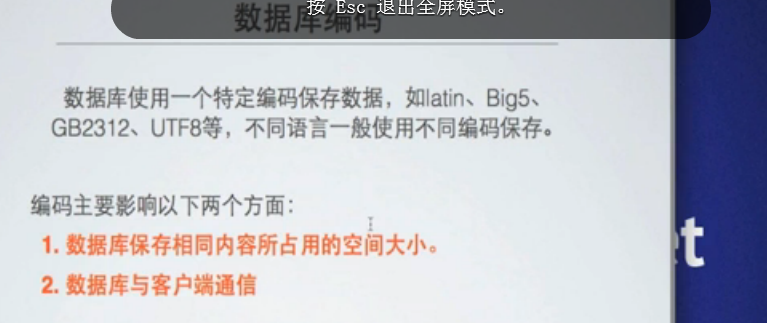 按 Esc 退出全屏模式。
数据库编码
数据库使用一个特定编码保存数据，如latin、Big5、
GB2312、UTF8等，不同语言一般使用不同编码保存。
编码主要影响以下两个方面：
1. 数据库保存相同内容所占用的空间大小。
2. 数据库与客户端通信
et